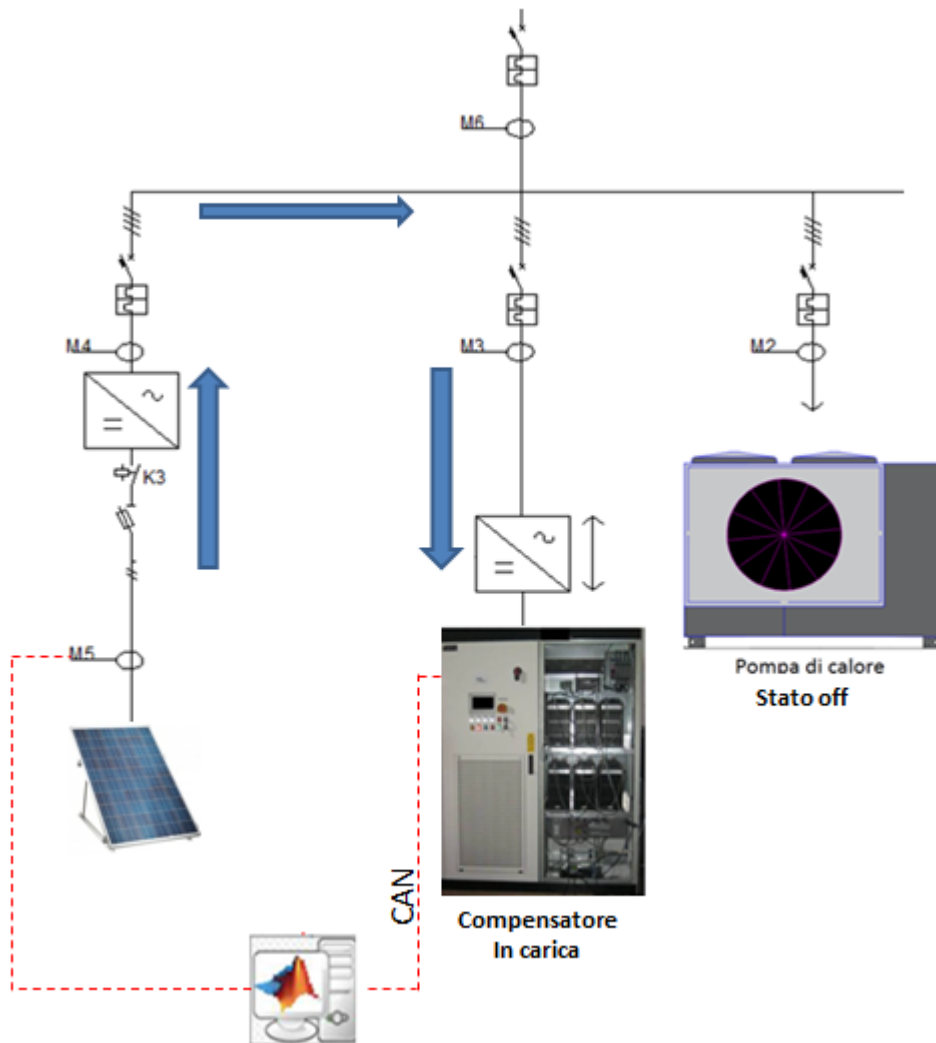 M6
M4
M3
M2
K3
M5
Pompa di calore
Stato off
CAN
Compensatore
In carica